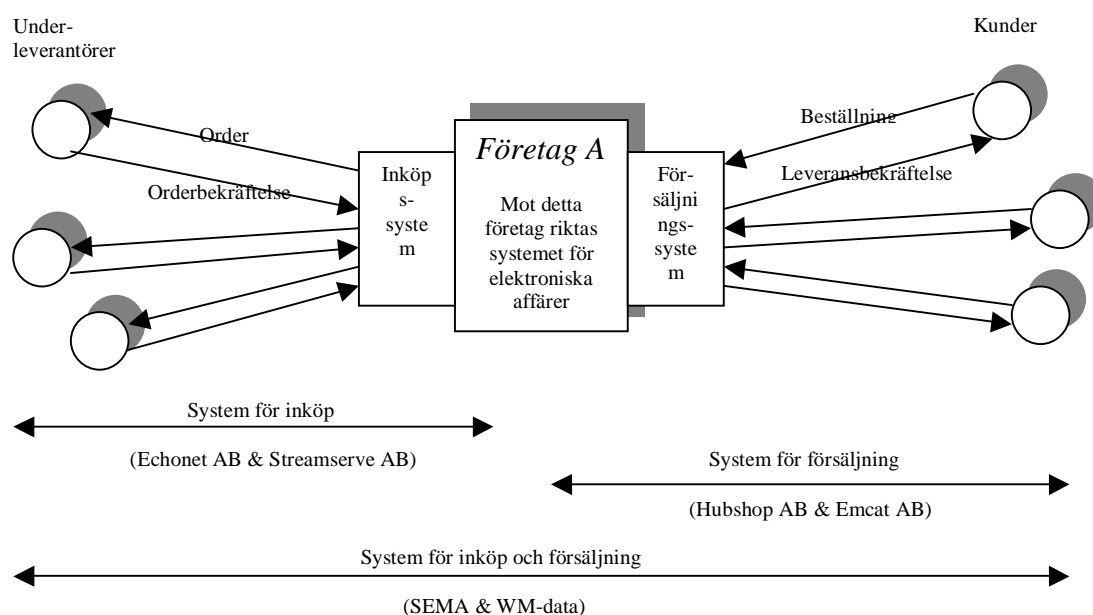 Under-
leverantörer
Kunder
Order
Orderbekräftelse
Inköp
s-
syste
m
Företag A
Mot detta
företag riktas
systemet för
elektroniska
affärer
För-
säljni
ngs-
syste
m
Beställning
Leveransbekräftelse
System för inköp
(Echonet AB & Streamserve AB)
System för försäljning
(Hubshop AB & Emcat AB)
System för inköp och försäljning
(SEMA & WM-data)